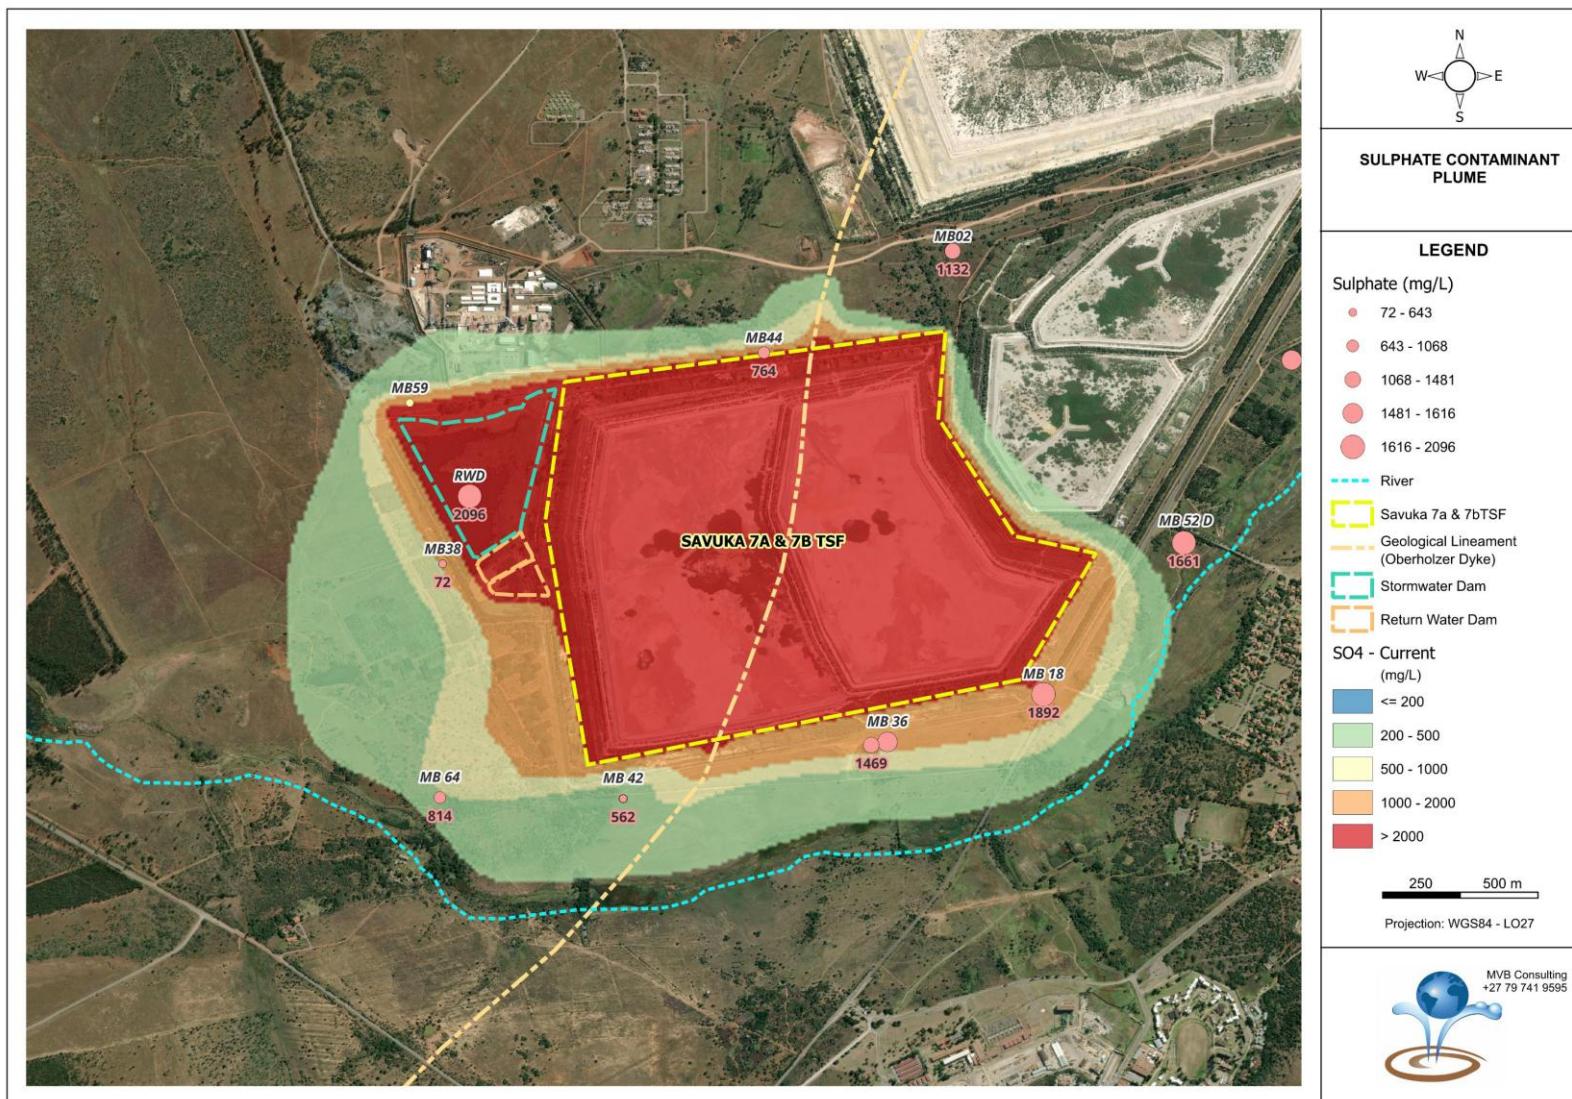 MB02
1132
MB44
764
MB59
RWD
2096
MB 52 D
1661
SAVUKA 7A & 7B TSF
MB38
72
MB 18
1892
MB 36
1469
MB 64
814
MB 42
562
N
W
E
S
SULPHATE CONTAMINANT
PLUME
LEGEND
Sulphate (mg/L)
72 - 643
643 - 1068
1068 - 1481
1481 - 1616
1616 - 2096
River
Savuka 7a & 7bTSF
Geological Lineament
(Oberholzer Dyke)
Stormwater Dam
Return Water Dam
SO4 - Current
(mg/L)
<= 200
200 - 500
500 - 1000
1000 - 2000
> 2000
250 500 m
Projection: WGS84 - LO27
MVB Consulting
+27 79 741 9595